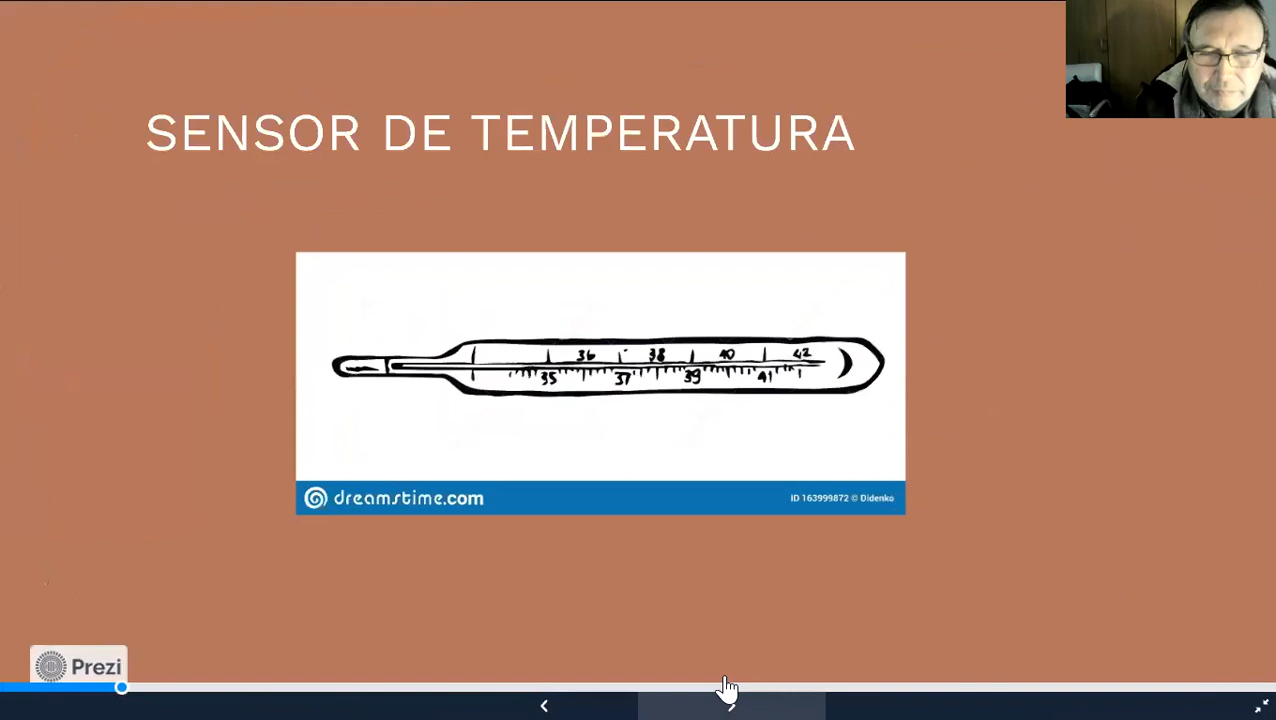 SENSOR DE TEMPERATURA
36 38 40 42
35 37 39 41
dreamstime.com
ID 163999872 © Didenko
Prezi